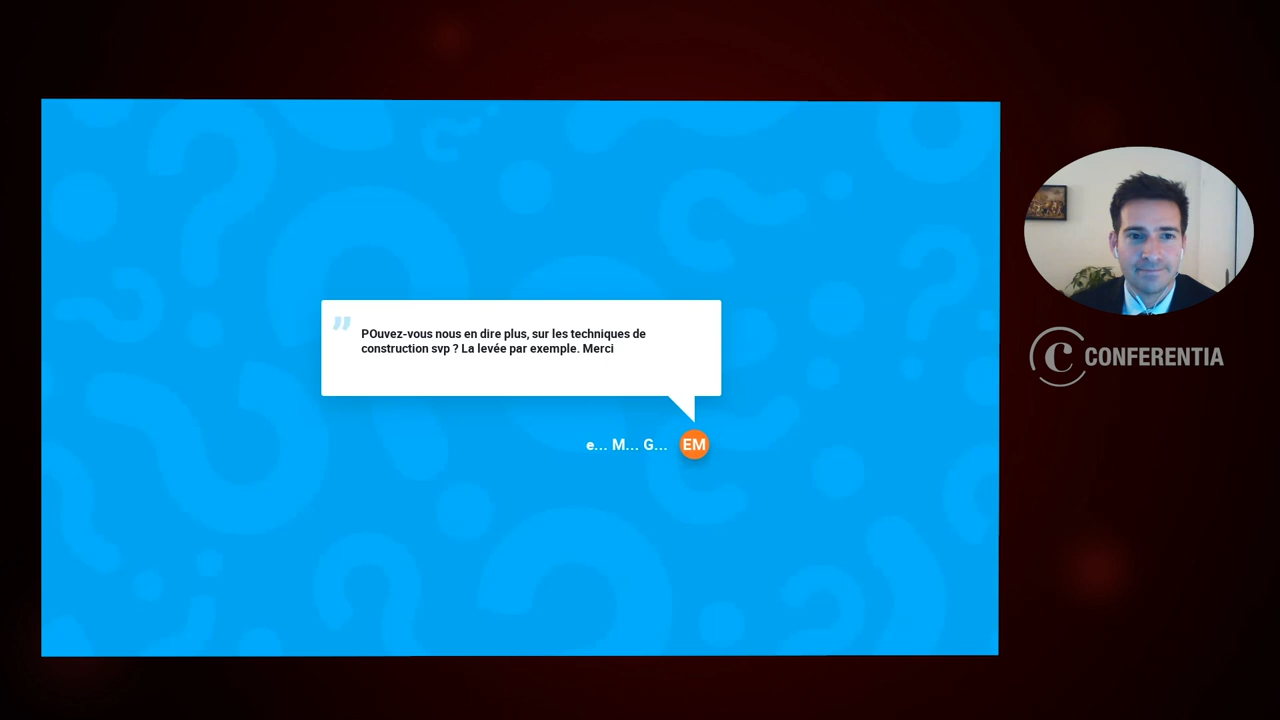 ”
POuvez-vous nous en dire plus, sur les techniques de
construction svp ? La levée par exemple. Merci
e... M... G...
EM
C CONFERENTIA